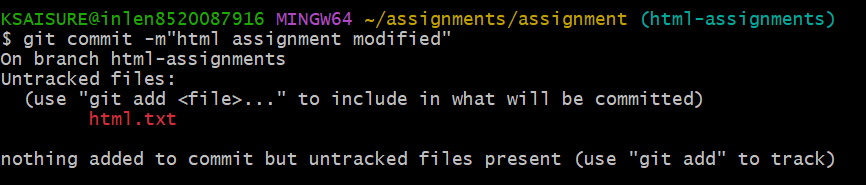 KSAISURE@inlen8520087916 MINGW64 ~/assignments/assignment (html-assignments)
$ git commit -m"html assignment modified"
On branch html-assignments
Untracked files:
  (use "git add <file>..." to include in what will be committed)
        html.txt

nothing added to commit but untracked files present (use "git add" to track)